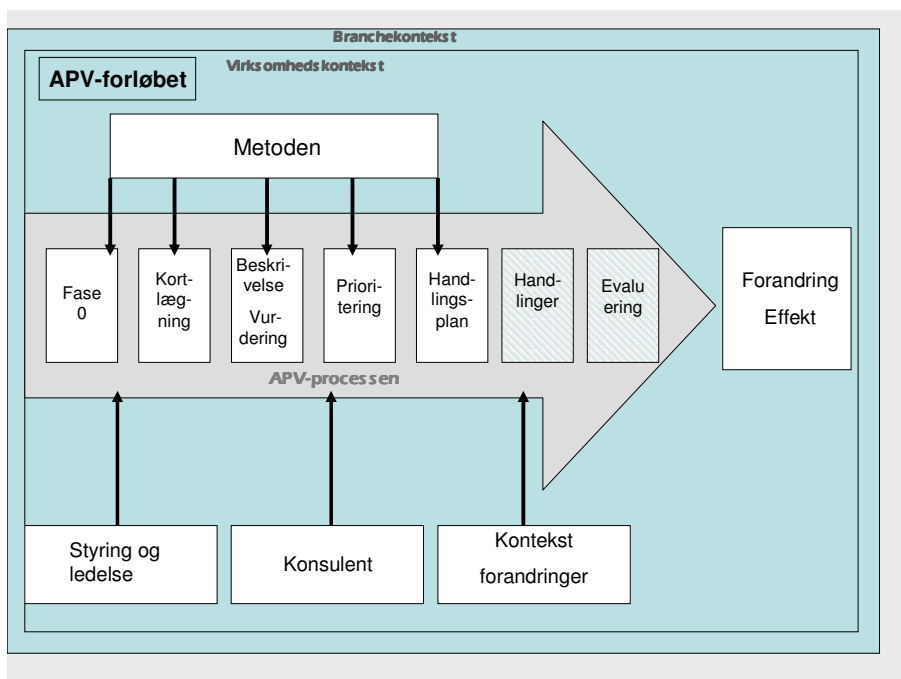 Branchekontekst
Virksomhedskontekst
APV-forløbet
Metoden
Fase
0
Kort-
læg-
ning
Beskri-
velse
Vur-
dering
Priori-
tering
Hand-
lings-
plan
Hand-
linger
Evalu
ering
Forandring
Effekt
APV-processen
Styring og
ledelse
Konsulent
Kontekst
forandringer